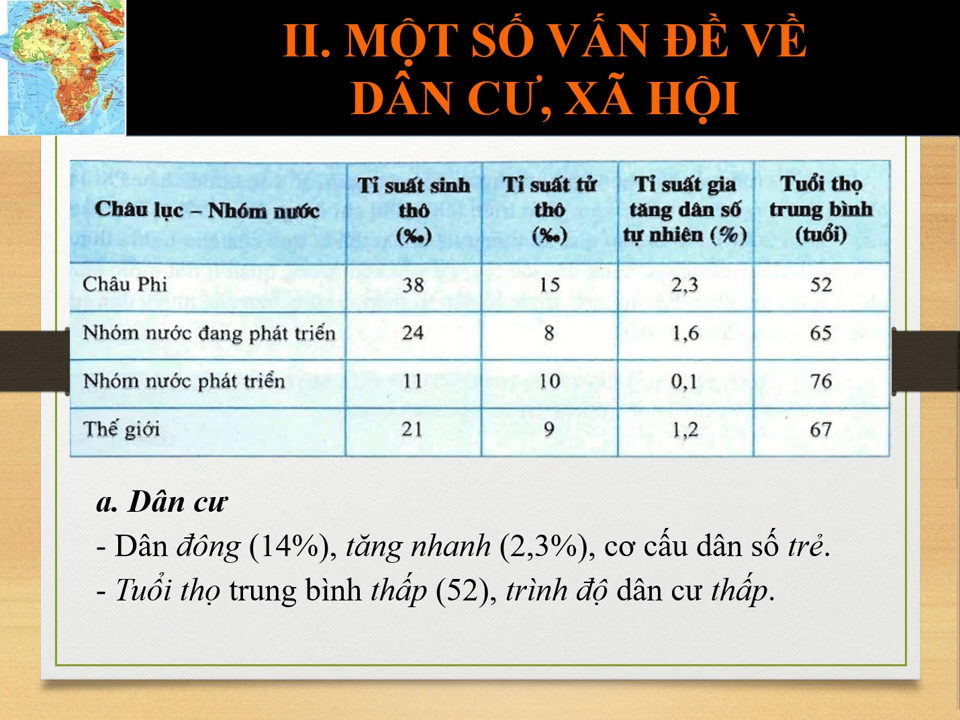 II. MỘT SỐ VẤN ĐỀ VỀ
DÂN CƯ, XÃ HỘI
Châu lục – Nhóm nước
Tỉ suất sinh
thô
(‰)
Tỉ suất tử
thô
(‰)
Tỉ suất gia
tăng dân số
tự nhiên (%)
Tuổi thọ
trung bình
(tuổi)
Châu Phi 38 15 2,3 52
Nhóm nước đang phát triển 24 8 1,6 65
Nhóm nước phát triển 11 10 0,1 76
Thế giới 21 9 1,2 67
a. Dân cư
- Dân đông (14%), tăng nhanh (2,3%), cơ cấu dân số trẻ.
- Tuổi thọ trung bình thấp (52), trình độ dân cư thấp.